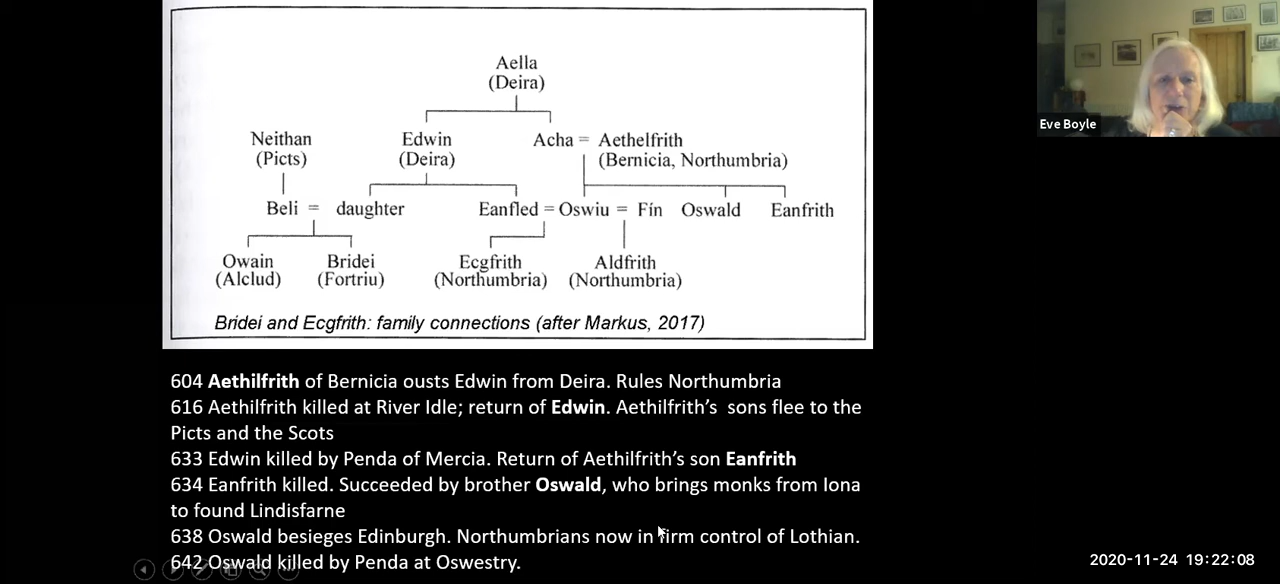 Aella
(Deira)
Neithan
(Picts)
Edwin
(Deira)
Acha = Aethelfrith
(Bernicia, Northumbria)
Beli = daughter
Eanfled = Oswiu = Fín Oswald Eanfrith
Owain
(Alclud)
Bridei
(Fortriu)
Ecgfrith
(Northumbria)
Aldfrith
(Northumbria)
Bridei and Ecgfrith: family connections (after Markus, 2017)
604 Aethilfrith of Bernicia ousts Edwin from Deira. Rules Northumbria
616 Aethilfrith killed at River Idle; return of Edwin. Aethilfrith's sons flee to the
Picts and the Scots
633 Edwin killed by Penda of Mercia. Return of Aethilfrith's son Eanfrith
634 Eanfrith killed. Succeeded by brother Oswald, who brings monks from Iona
to found Lindisfarne
638 Oswald besieges Edinburgh. Northumbrians now in firm control of Lothian.
642 Oswald killed by Penda at Oswestry.
Eve Boyle
2020-11-24 19:22:08